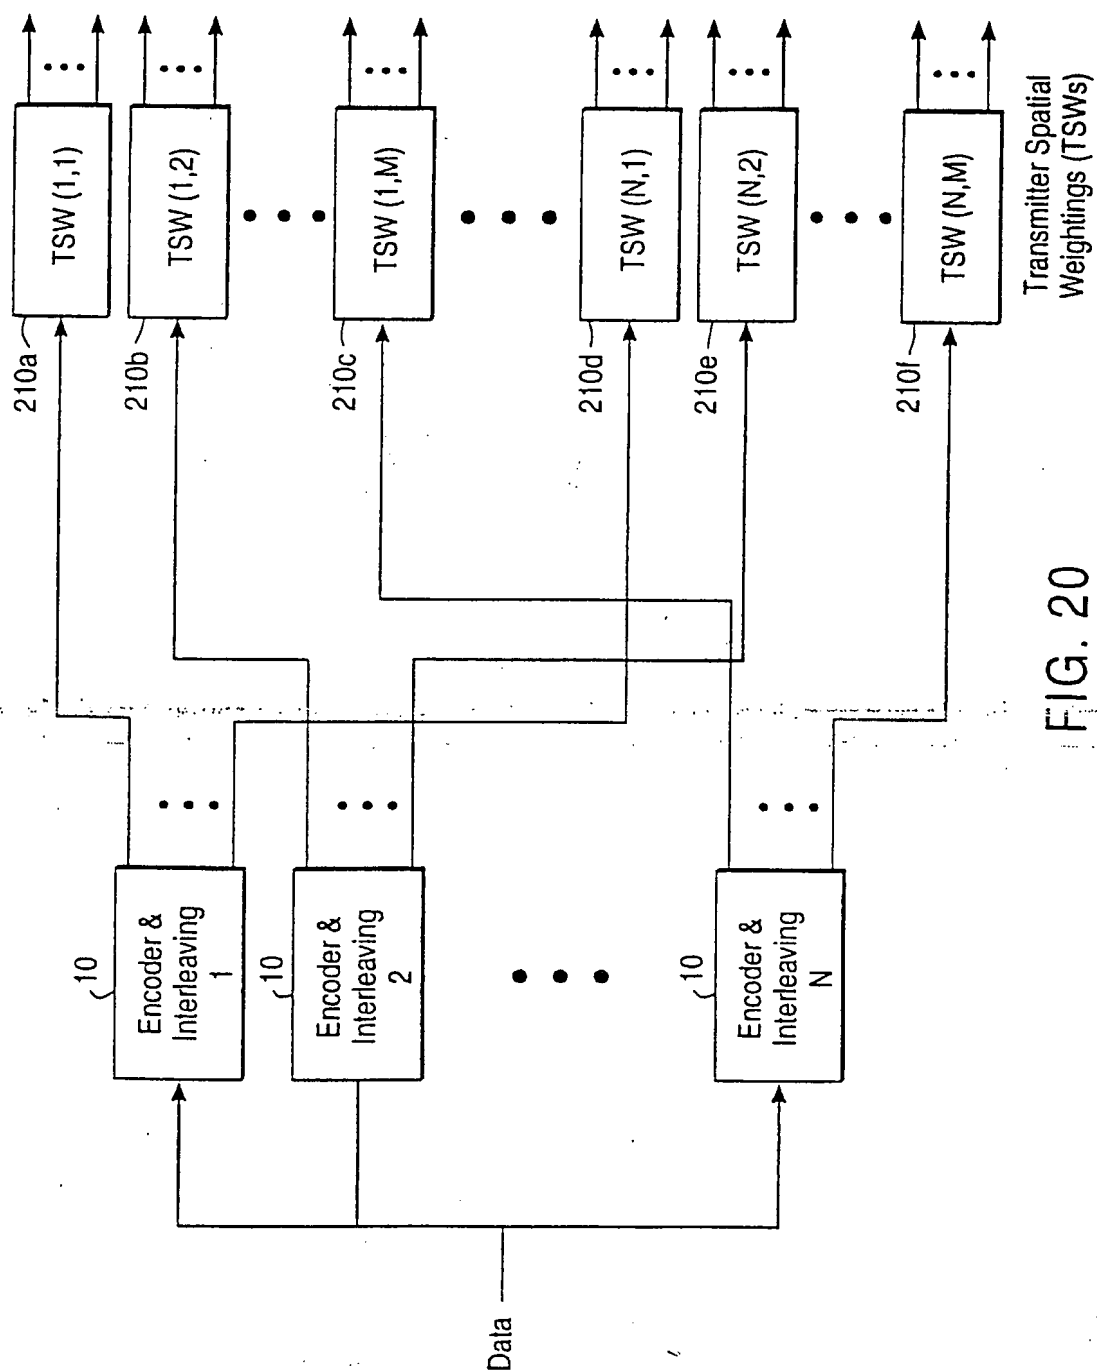 Data
10
Encoder &
Interleaving
1
10
Encoder &
Interleaving
2
10
Encoder &
Interleaving
N
210a
TSW (1,1)
210b
TSW (1,2)
210c
TSW (1,M)
210d
TSW (N,1)
210e
TSW (N,2)
210f
TSW (N,M)
Transmitter Spatial
Weightings (TSWs)
FIG. 20